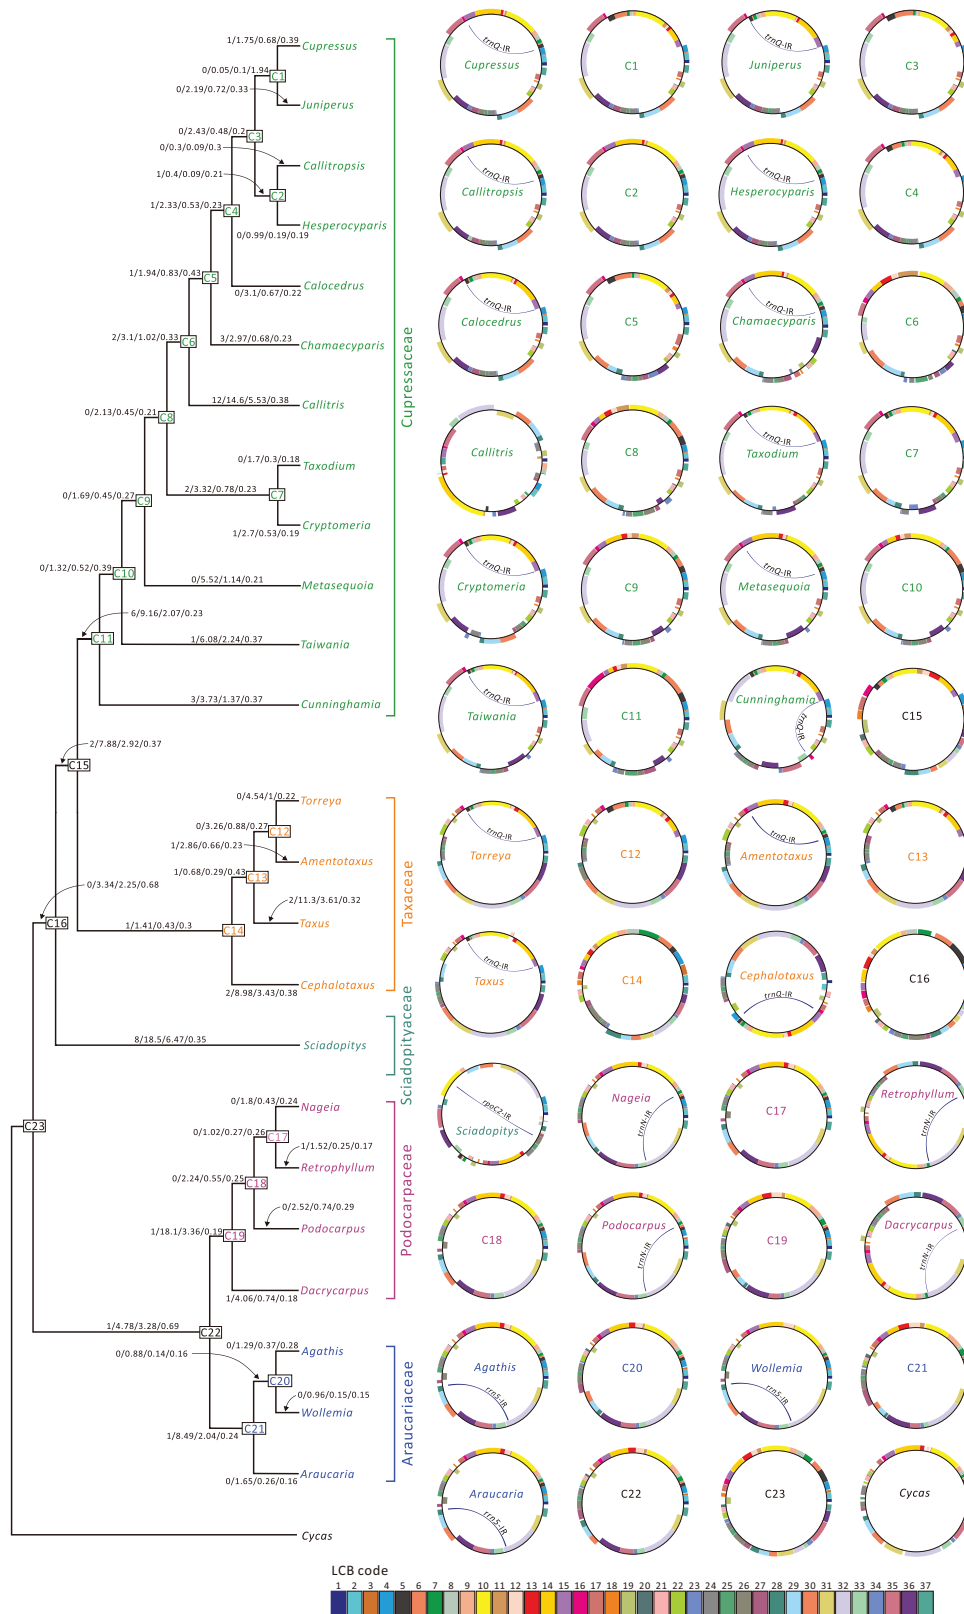 1/1.75/0.68/0.39
Cupressus
0/0.05/0.1/1.94
C1
0/2.19/0.72/0.33
Juniperus
0/2.43/0.48/0.2
C3
0/0.3/0.09/0.3
Callitropsis
1/0.4/0.09/0.21
C2
1/2.33/0.53/0.23
C4
Hesperocyparis
0/0.99/0.19/0.19
1/1.94/0.83/0.43
C5
Calocedrus
0/3.1/0.67/0.22
2/3.1/1.02/0.33
C6
3/2.97/0.68/0.23
Chamaecyparis
12/14.6/5.53/0.38
Callitris
0/2.13/0.45/0.21
C8
0/1.7/0.3/0.18
Taxodium
2/3.32/0.78/0.23
C7
0/1.69/0.45/0.27
C9
Cryptomeria
1/2.7/0.53/0.19
0/1.32/0.52/0.39
C10
0/5.52/1.14/0.21
Metasequoia
6/9.16/2.07/0.23
C11
1/6.08/2.24/0.37
Taiwania
3/3.73/1.37/0.37
Cunninghamia
Cupressaceae
2/7.88/2.92/0.37
C15
0/4.54/1/0.22
Torreya
0/3.26/0.88/0.27
C12
1/2.86/0.66/0.23
Amentotaxus
1/0.68/0.29/0.43
C13
0/3.34/2.25/0.68
2/11.3/3.61/0.32
Taxus
C16
1/1.41/0.43/0.3
C14
Cephalotaxus
2/8.98/3.43/0.38
Taxaceae
8/18.5/6.47/0.35
Sciadopitys
Sciadopityaceae
0/1.8/0.43/0.24
Nageia
C23
0/1.02/0.27/0.26
C17
1/1.52/0.25/0.17
Retrophyllum
0/2.24/0.55/0.25
C18
0/2.52/0.74/0.29
Podocarpus
1/18.1/3.36/0.19
C19
Dacrycarpus
1/4.06/0.74/0.18
Podocarpaceae
1/4.78/3.28/0.69
C22
0/0.88/0.14/0.16
0/1.29/0.37/0.28
Agathis
C20
0/0.96/0.15/0.15
Wollemia
1/8.49/2.04/0.24
C21
Araucaria
0/1.65/0.26/0.16
Araucariaceae
Cycas
trnQ-IR
Cupressus
C1
trnQ-IR
Juniperus
C3
trnQ-IR
Callitropsis
C2
trnQ-IR
Hesperocyparis
C4
trnQ-IR
Calocedrus
C5
trnQ-IR
Chamaecyparis
C6
Callitris
C8
trnQ-IR
Taxodium
C7
trnQ-IR
Cryptomeria
C9
trnQ-IR
Metasequoia
C10
trnQ-IR
Taiwania
C11
Cunninghamia
trnQ-IR
C15
trnQ-IR
Torreya
C12
trnQ-IR
Amentotaxus
C13
trnQ-IR
Taxus
C14
Cephalotaxus
trnQ-IR
C16
rpoC2-IR
Sciadopitys
Nageia
trnN-IR
C17
Retrophyllum
trnN-IR
C18
Podocarpus
trnN-IR
C19
Dacrycarpus
trnN-IR
Agathis
rrn5-IR
C20
Wollemia
rrn5-IR
C21
Araucaria
rrn5-IR
C22
C23
Cycas
LCB code
1 2 3 4 5 6 7 8 9 10 11 12 13 14 15 16 17 18 19 20 21 22 23 24 25 26 27 28 29 30 31 32 33 34 35 36 37